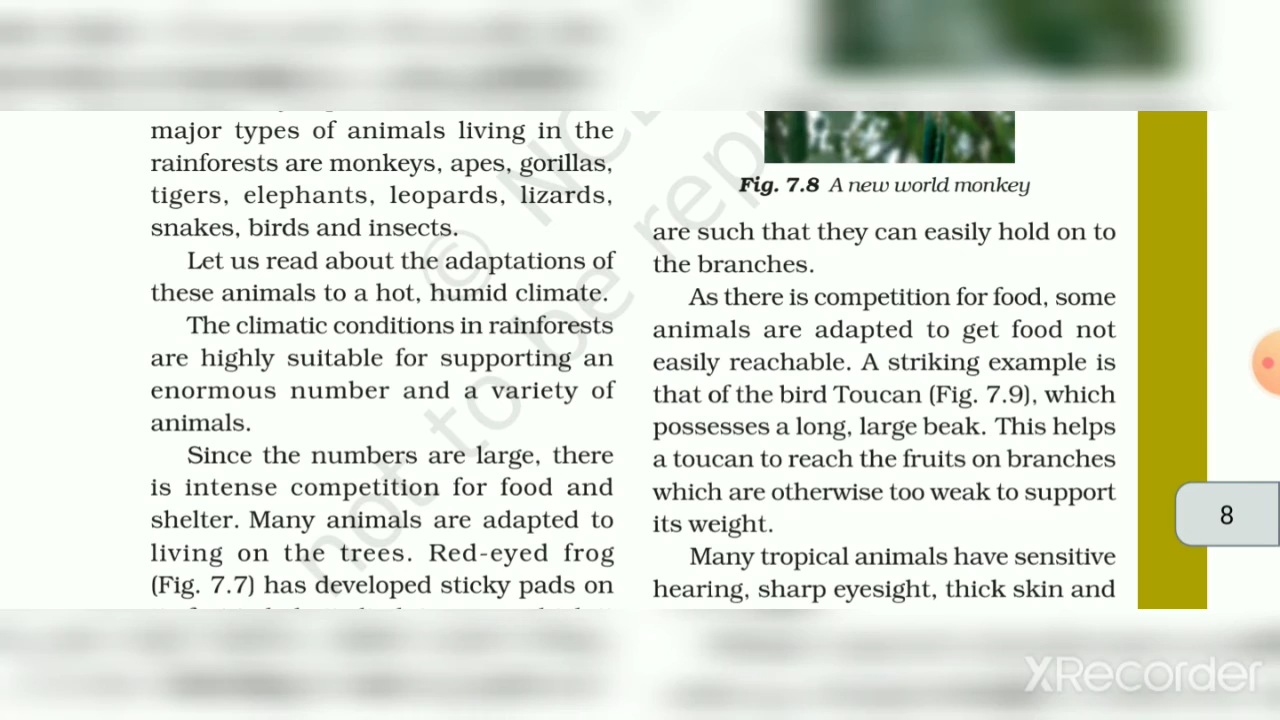 major types of animals living in the
rainforests are monkeys, apes, gorillas,
tigers, elephants, leopards, lizards,
snakes, birds and insects.
Let us read about the adaptations of
these animals to a hot, humid climate.
The climatic conditions in rainforests
are highly suitable for supporting an
enormous number and a variety of
animals.
Since the numbers are large, there
is intense competition for food and
shelter. Many animals are adapted to
living on the trees. Red-eyed frog
(Fig. 7.7) has developed sticky pads on
Fig. 7.8 A new world monkey
are such that they can easily hold on to
the branches.
As there is competition for food, some
animals are adapted to get food not
easily reachable. A striking example is
that of the bird Toucan (Fig. 7.9), which
possesses a long, large beak. This helps
a toucan to reach the fruits on branches
which are otherwise too weak to support
its weight.
Many tropical animals have sensitive
hearing, sharp eyesight, thick skin and
8
© NCE
not to be rep
XRecorder